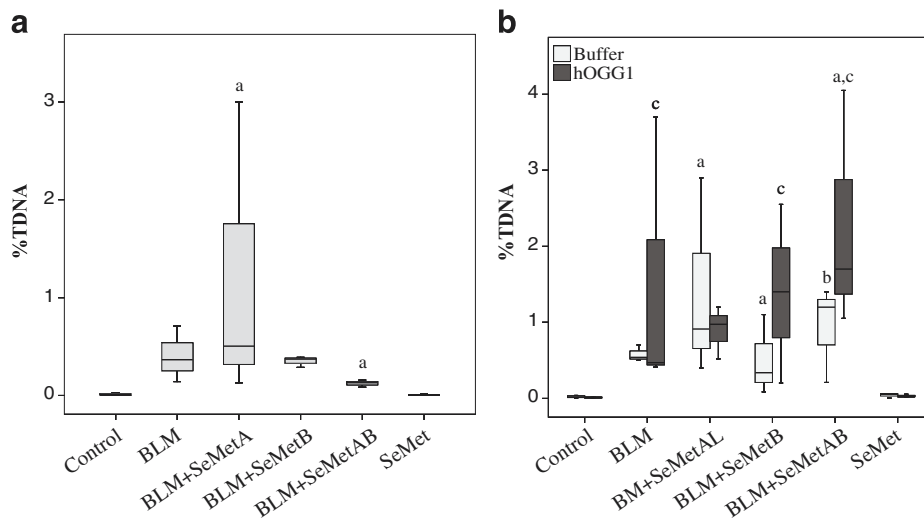 a
b
3
2
1
0
%TDNA
a
a
Control
BLM
BLM+SeMetA
BLM+SeMetB
BLM+SeMetAB
SeMet
Buffer
hOGG1
4
3
2
1
0
%TDNA
c
a
a
c
b
a,c
Control
BLM
BM+SeMetAL
BLM+SeMetB
BLM+SeMetAB
SeMet